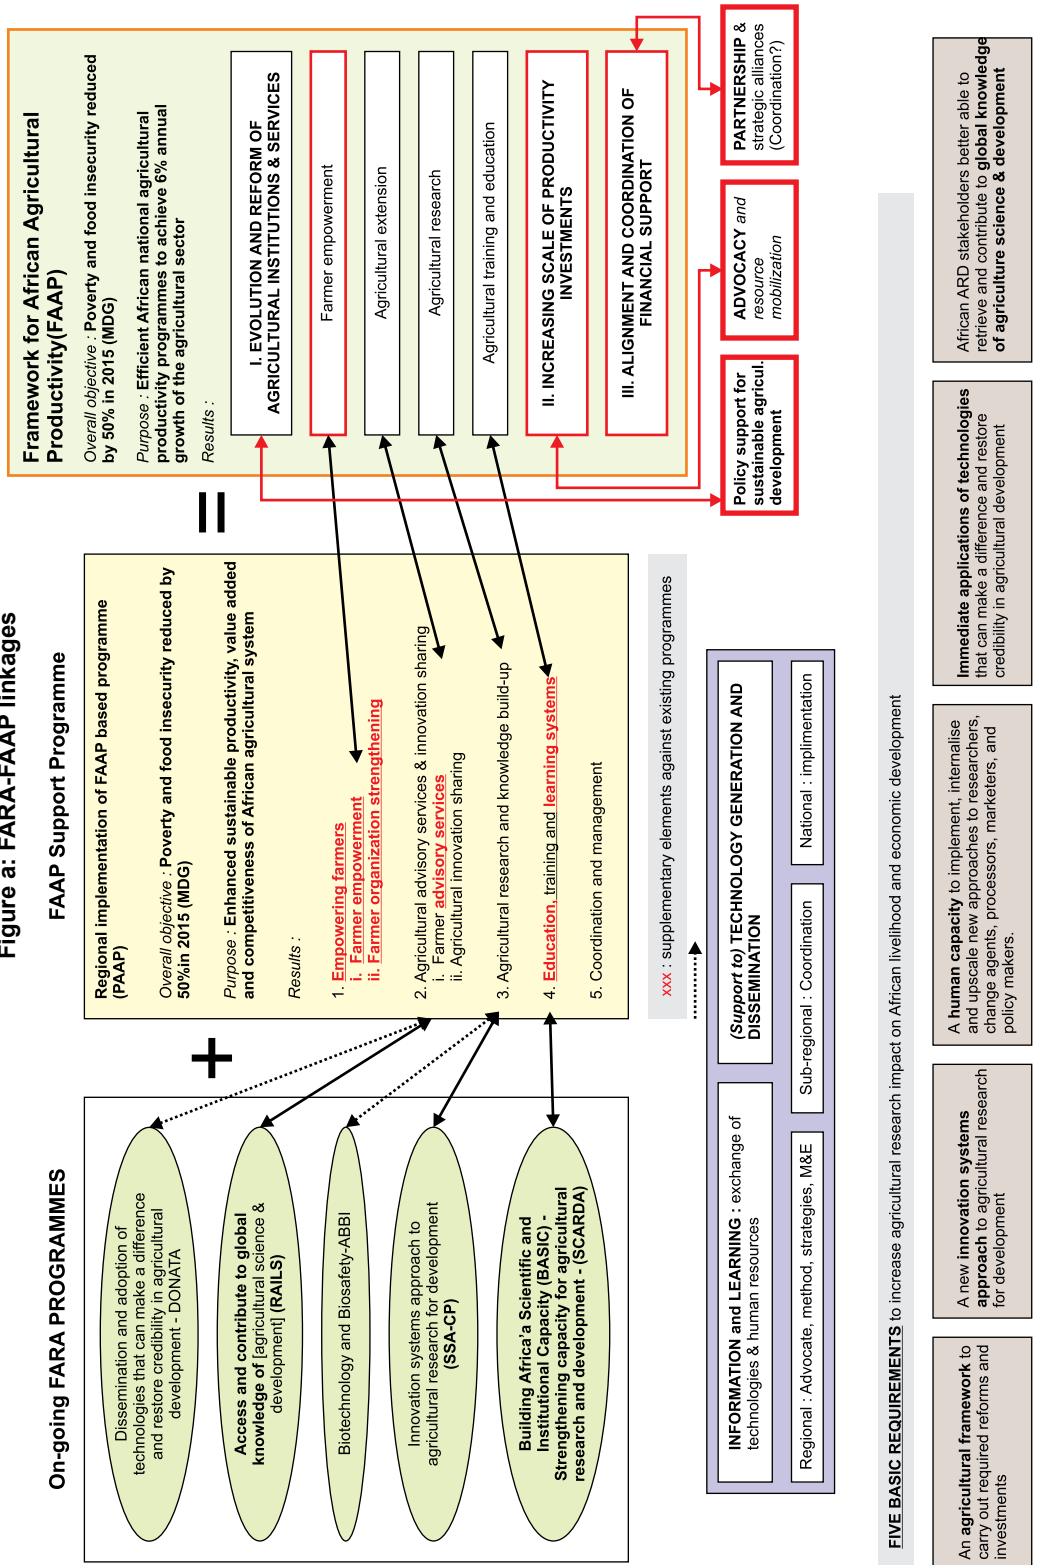 Figure a: FARA-FAAP linkages
On-going FARA PROGRAMMES
Dissemination and adoption of
technologies that can make a difference
and restore credibility in agricultural
development - DONATA
Access and contribute to global
knowledge of [agricultural science &
development] (RAILS)
Biotechnology and Biosafety-ABBI
Innovation systems approach to
agricultural research for development
(SSA-CP)
Building Africa'a Scientific and
Institutional Capacity (BASIC) -
Strengthening capacity for agricultural
research and development - (SCARDA)
+
FAAP Support Programme
Regional implementation of FAAP based programme
(PAAP)
Overall objective : Poverty and food insecurity reduced by
50%in 2015 (MDG)
Purpose : Enhanced sustainable productivity, value added
and competitiveness of African agricultural system
Results :
1. Empowering farmers
i. Farmer empowerment
ii. Farmer organization strengthening
2. Agricultural advisory services & innovation sharing
i. Farmer advisory services
ii. Agricultural innovation sharing
3. Agricultural research and knowledge build-up
4. Education, training and learning systems
5. Coordination and management
xxx : supplementary elements against existing programmes
=
Framework for African Agricultural
Productivity(FAAP)
Overall objective : Poverty and food insecurity reduced
by 50% in 2015 (MDG)
Purpose : Efficient African national agricultural
productivity programmes to achieve 6% annual
growth of the agricultural sector
Results :
I. EVOLUTION AND REFORM OF
AGRICULTURAL INSTITUTIONS & SERVICES
Farmer empowerment
Agricultural extension
Agricultural research
Agricultural training and education
II. INCREASING SCALE OF PRODUCTIVITY
INVESTMENTS
III. ALIGNMENT AND COORDINATION OF
FINANCIAL SUPPORT
Policy support for
sustainable agricul.
development
ADVOCACY and
resource
mobilization
PARTNERSHIP &
strategic alliances
(Coordination?)
INFORMATION and LEARNING : exchange of
technologies & human resources
(Support to) TECHNOLOGY GENERATION AND
DISSEMINATION
Regional : Advocate, method, strategies, M&E
Sub-regional : Coordination
National : implimentation
FIVE BASIC REQUIREMENTS to increase agricultural research impact on African livelihood and economic development
An agricultural framework to
carry out required reforms and
investments
A new innovation systems
approach to agricultural research
for development
A human capacity to implement, internalise
and upscale new approaches to researchers,
change agents, processors, marketers, and
policy makers.
Immediate applications of technologies
that can make a difference and restore
credibility in agricultural development
African ARD stakeholders better able to
retrieve and contribute to global knowledge
of agriculture science & development